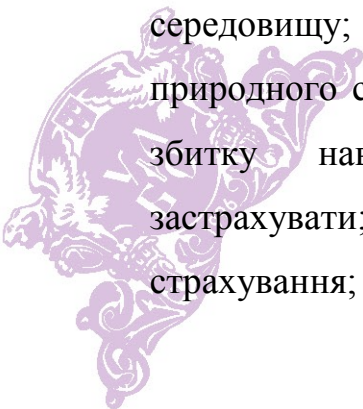 середовищу;
природного
збитку
застрахувати;
страхування;